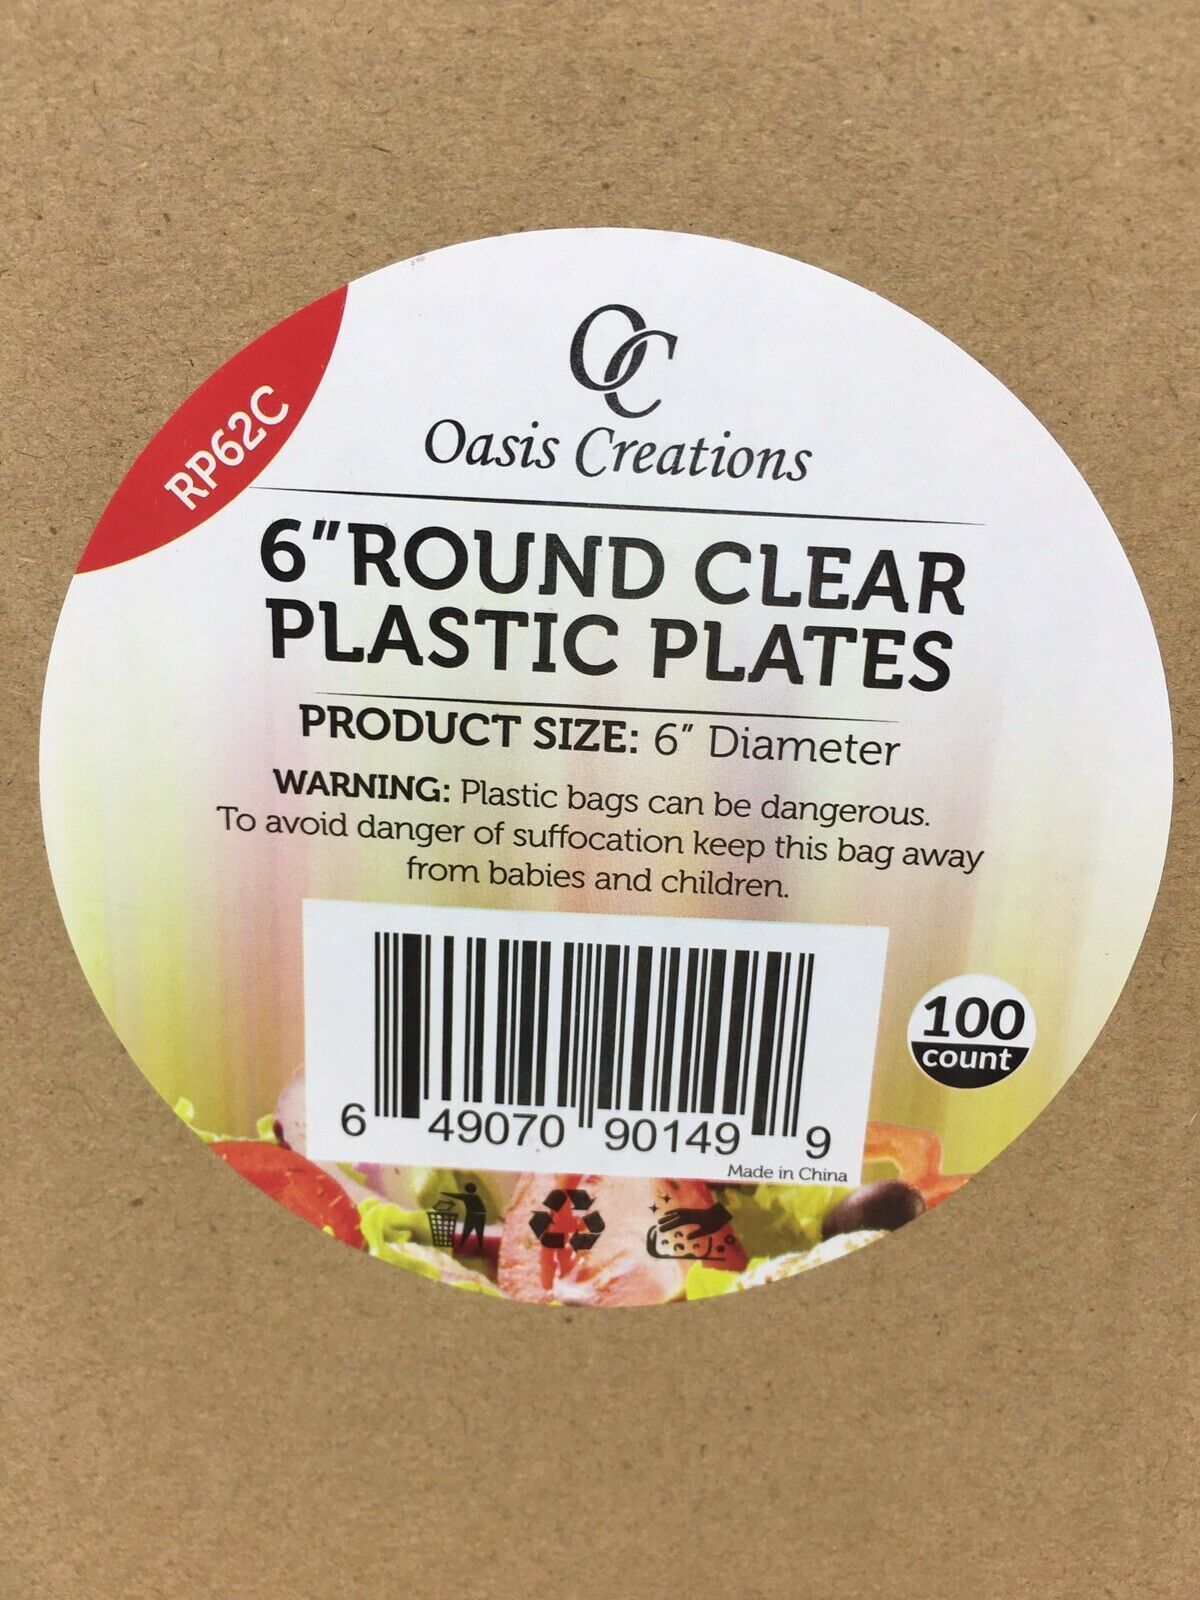 RP62C
OC
Oasis Creations
6"ROUND CLEAR
PLASTIC PLATES
PRODUCT SIZE: 6" Diameter
WARNING: Plastic bags can be dangerous.
To avoid danger of suffocation keep this bag away
from babies and children.
100
count
6 49070 90149 9
Made in China